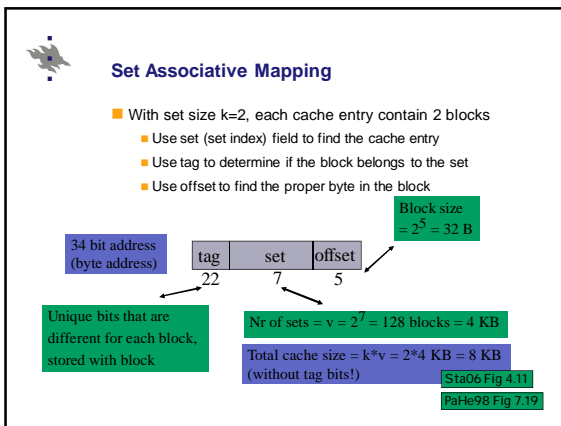 Set Associative Mapping
With set size k=2, each cache entry contain 2 blocks
Use set (set index) field to find the cache entry
Use tag to determine if the block belongs to the set
Use offset to find the proper byte in the block
Block size
= 2^5 = 32 B
34 bit address
(byte address)
tag set offset
22 7 5
Unique bits that are
different for each block,
stored with block
Nr of sets = v = 2^7 = 128 blocks = 4 KB
Total cache size = k*v = 2*4 KB = 8 KB
(without tag bits!)
Sta06 Fig 4.11
PaHe98 Fig 7.19